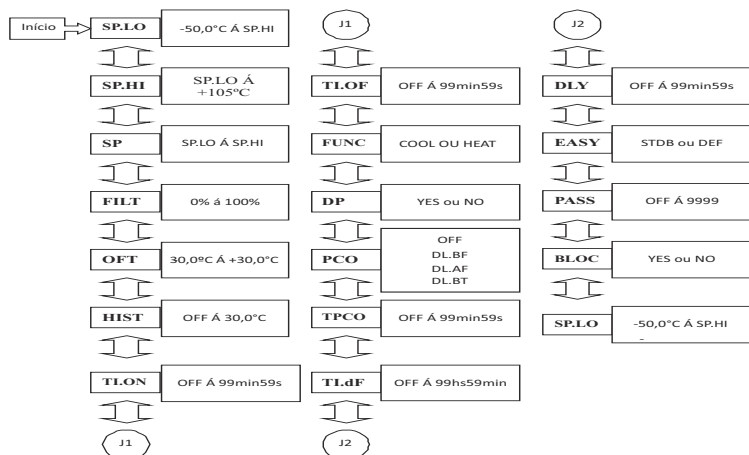 Início
SP.LO
-50,0°C Á SP.HI
SP.HI
SP.LO Á
+105ºC
SP
SP.LO Á SP.HI
FILT
0% á 100%
OFT
30,0ºC Á +30,0°C
HIST
OFF Á 30,0°C
TI.ON
OFF Á 99min59s
J1
J1
TI.OF
OFF Á 99min59s
FUNC
COOL OU HEAT
DP
YES ou NO
PCO
OFF
DL.BF
DL.AF
DL.BT
TPCO
OFF Á 99min59s
TI.dF
OFF Á 99hs59min
J2
J2
DLY
OFF Á 99min59s
EASY
STDB ou DEF
PASS
OFF Á 9999
BLOC
YES ou NO
SP.LO
-50,0°C Á SP.HI
-